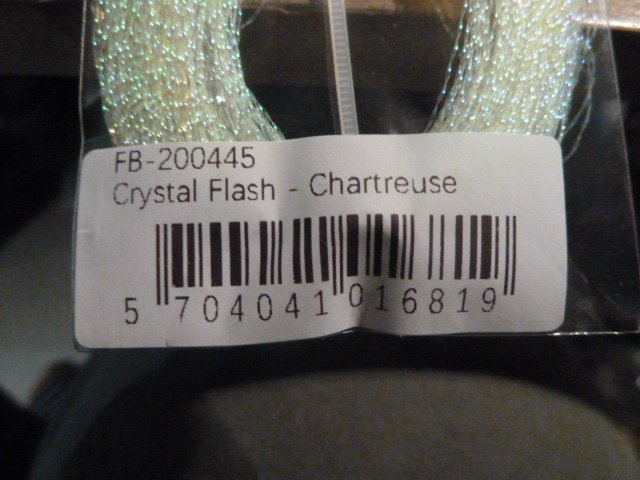 FB-200445
Crystal Flash - Chartreuse
5 704041 016819